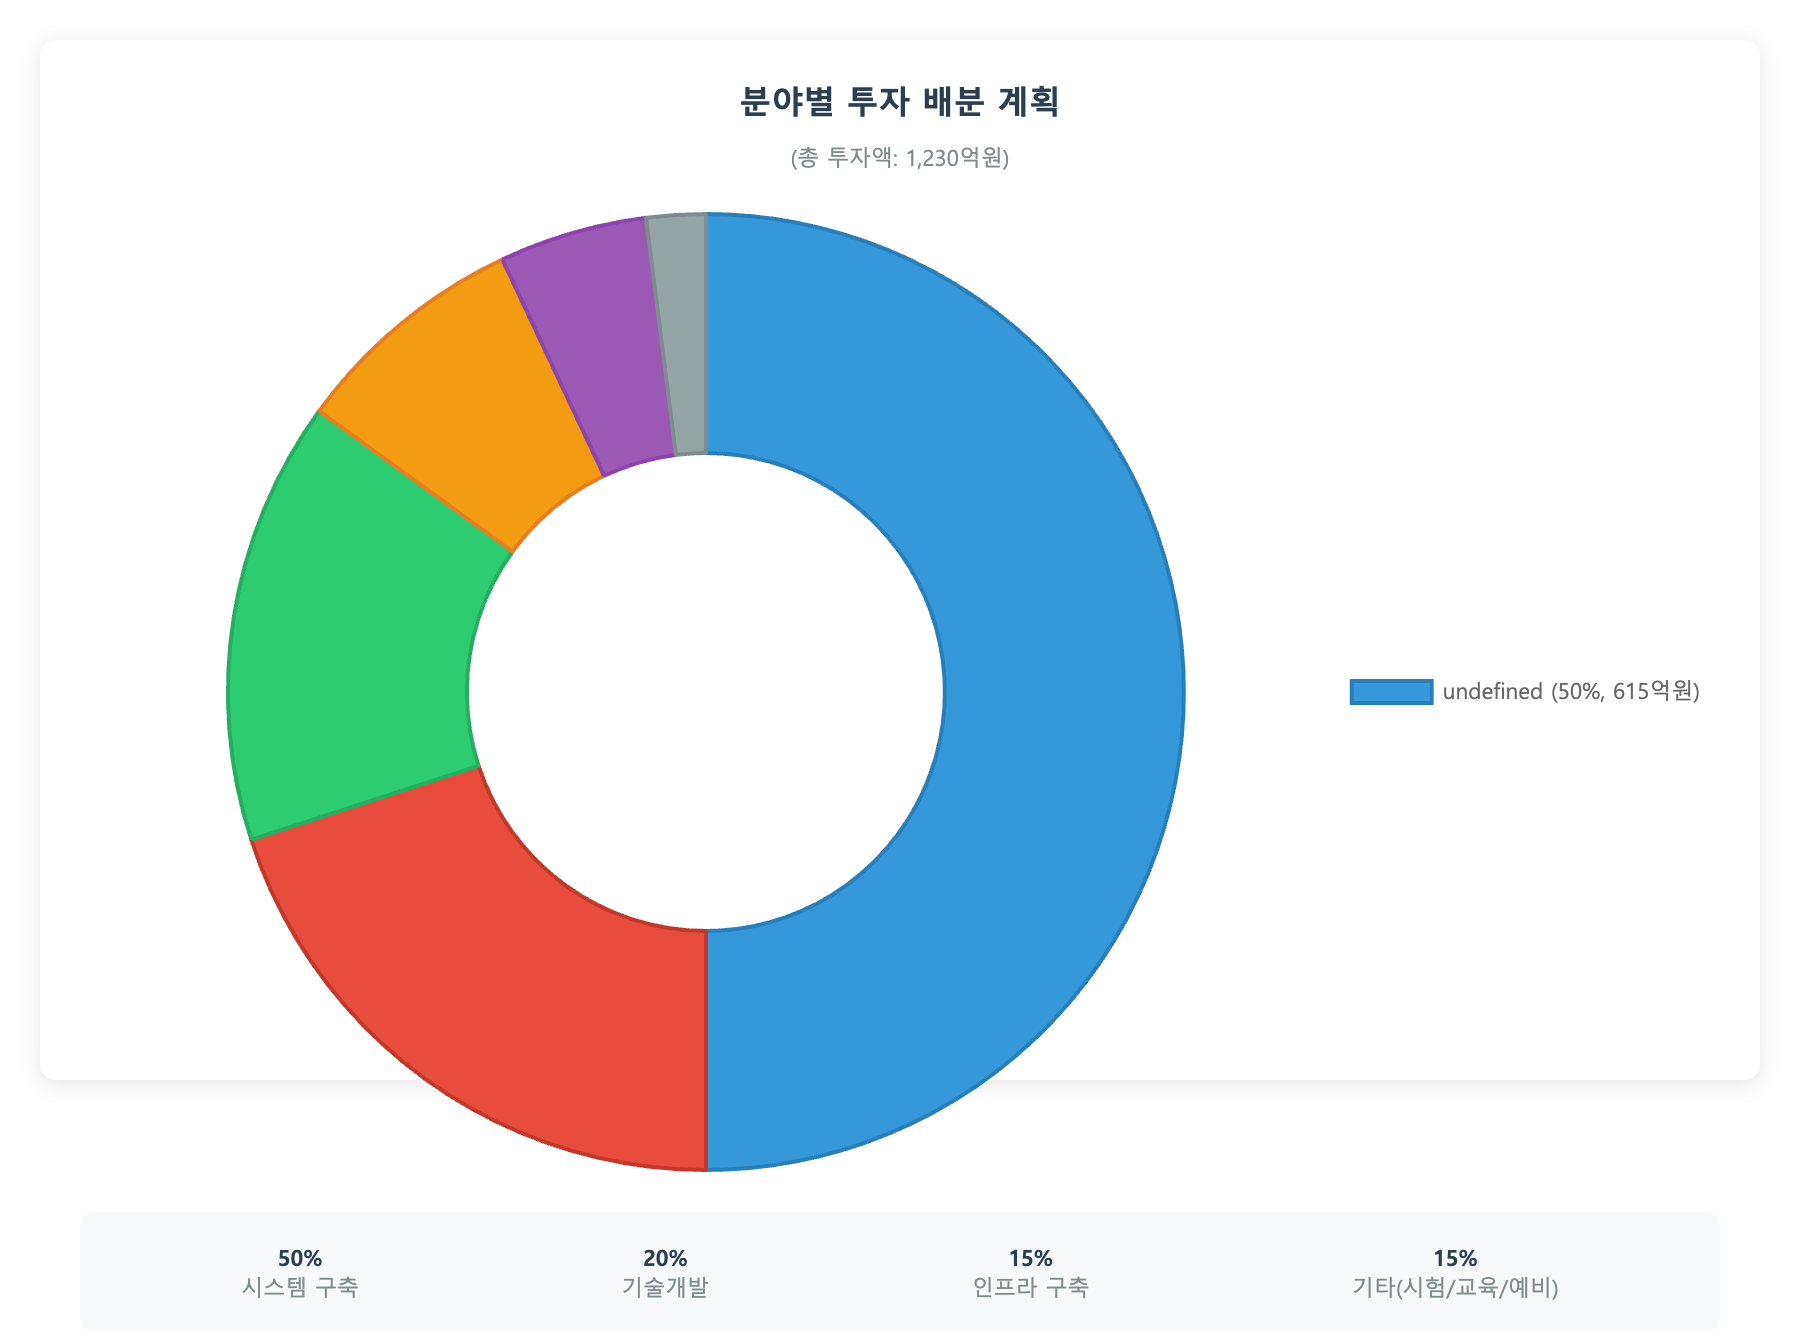 분야별 투자 배분 계획
(총 투자액: 1,230억원)
undefined (50%, 615억원)
50%
시스템 구축
20%
기술개발
15%
인프라 구축
15%
기타(시험/교육/예비)